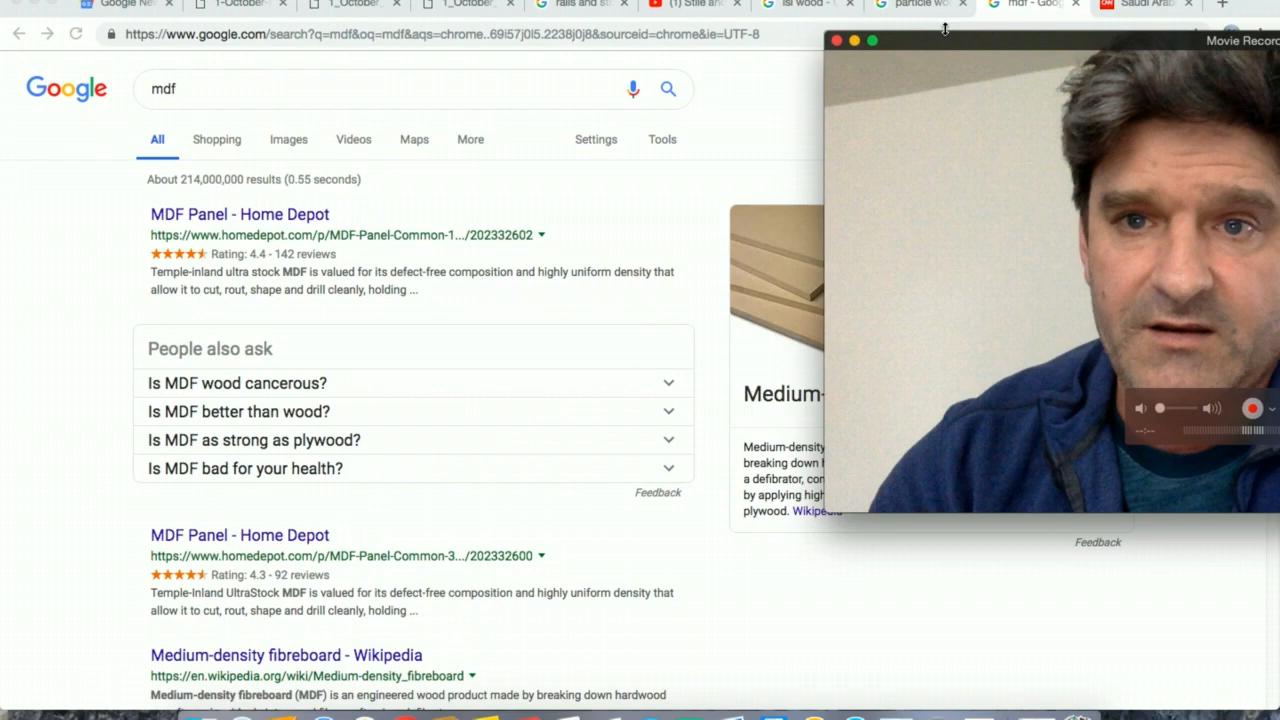 Google Ne
1-October-
1_October_
1_October_
rails and st
(1) Stile an
lsl wood -
particle wo
mdf - Goog
Saudi Arab
https://www.google.com/search?q=mdf&oq=mdf&aqs=chrome..69i57j0l5.2238j0j8&sourceid=chrome&ie=UTF-8
Movie Record
Google
mdf
All Shopping Images Videos Maps More Settings Tools
About 214,000,000 results (0.55 seconds)
MDF Panel - Home Depot
https://www.homedepot.com/p/MDF-Panel-Common-1.../202332602
Rating: 4.4 - 142 reviews
Temple-inland ultra stock MDF is valued for its defect-free composition and highly uniform density that
allow it to cut, rout, shape and drill cleanly, holding ...
People also ask
Is MDF wood cancerous?
Is MDF better than wood?
Is MDF as strong as plywood?
Is MDF bad for your health?
Feedback
MDF Panel - Home Depot
https://www.homedepot.com/p/MDF-Panel-Common-3.../202332600
Rating: 4.3 - 92 reviews
Temple-Inland UltraStock MDF is valued for its defect-free composition and highly uniform density that
allow it to cut, rout, shape and drill cleanly, holding ...
Medium-density fibreboard - Wikipedia
https://en.wikipedia.org/wiki/Medium-density_fibreboard
Medium-density fibreboard (MDF) is an engineered wood product made by breaking down hardwood
Medium-
Medium-density
breaking down h
a defibrator, con
by applying high
plywood. Wikipedia
Feedback
--:--